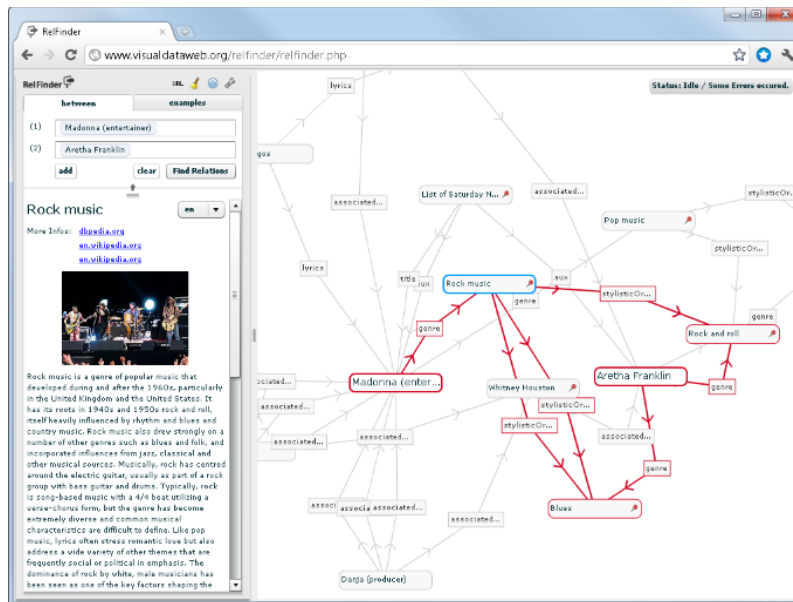 RelFinder
www.visualdataweb.org/relfinder/relfinder.php
RelFinder
URL
between
examples
(1)
Madonna (entertainer)
(2)
Aretha Franklin
add
clear
Find Relations
Rock music
en
More Infos:
dbpedia.org
en.wikipedia.org
en.wikipedia.org
Rock music is a genre of popular music that
developed during and after the 1960s, particularly
in the United Kingdom and the United States. It
has its roots in 1940s and 1950s rock and roll,
itself heavily influenced by rhythm and blues and
country music. Rock music also drew strongly on a
number of other genres such as blues and folk, and
incorporated influences from jazz, classical and
other musical sources. Musically, rock has centred
around the electric guitar, usually as part of a rock
group with bass guitar and drums. Typically, rock
is song-based music with a 4/4 beat utilizing a
verse-chorus form, but the genre has become
extremely diverse and common musical
characteristics are difficult to define. Like pop
music, lyrics often stress romantic love but also
address a wide variety of other themes that are
frequently social or political in emphasis. The
dominance of rock by white, male musicians has
been seen as one of the key factors shaping the
Status: Idle / Some Errors occured.
lyrics
gos
List of Saturday N...
associated...
associated...
stylisticOr...
Pop music
stylisticOr...
lyrics
title
aux
Rock music
aux
genre
stylisticOr...
genre
genre
Rock and roll
Madonna (enter...
Whitney Houston
Aretha Franklin
genre
ociated...
associated...
associated...
associated...
stylisticOr...
stylisticOr...
associated...
genre
associ
associa
associated...
Blues
associated...
Danja (producer)